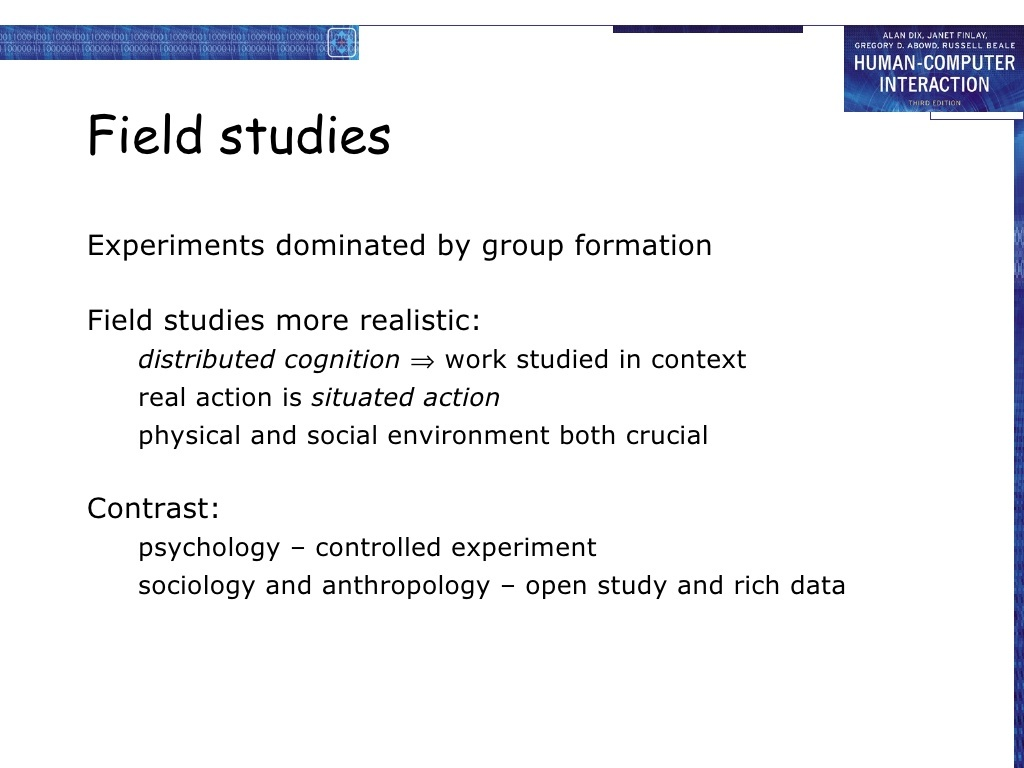 ALAN DIX, JANET FINLAY,
GREGORY D. ABOWD, RUSSELL BEALE
HUMAN-COMPUTER
INTERACTION
THIRD EDITION
Field studies
Experiments dominated by group formation
Field studies more realistic:
distributed cognition ⇒ work studied in context
real action is situated action
physical and social environment both crucial
Contrast:
psychology – controlled experiment
sociology and anthropology – open study and rich data